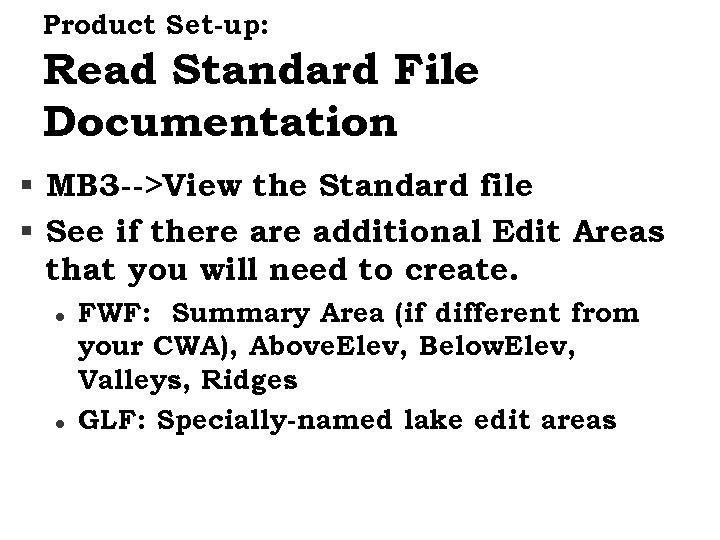 Product Set-up:
Read Standard File
Documentation
▪ MB3-->View the Standard file
▪ See if there are additional Edit Areas
that you will need to create.
● FWF:  Summary Area (if different from
your CWA), Above.Elev, Below.Elev,
Valleys, Ridges
● GLF: Specially-named lake edit areas